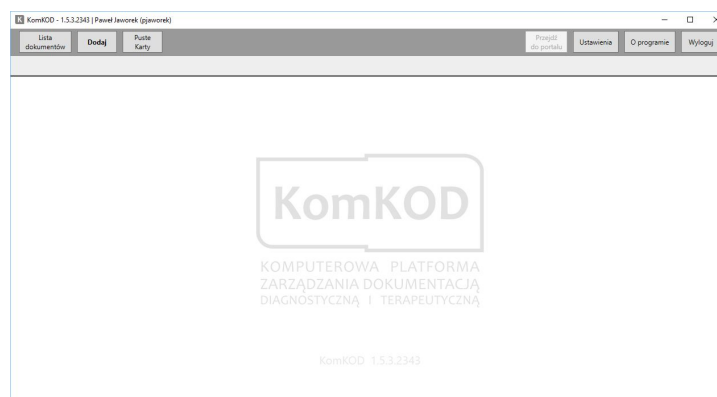 KomKOD - 1.5.3.2343 | Paweł Jaworek (pjaworek)
Lista
dokumentów
Dodaj
Puste
Karty
Przejdź
do portalu
Ustawienia
O programie
Wyloguj
KomKOD
KOMPUTEROWA PLATFORMA
ZARZĄDZANIA DOKUMENTACJĄ
DIAGNOSTYCZNĄ I TERAPEUTYCZNĄ
KomKOD 1.5.3.2343